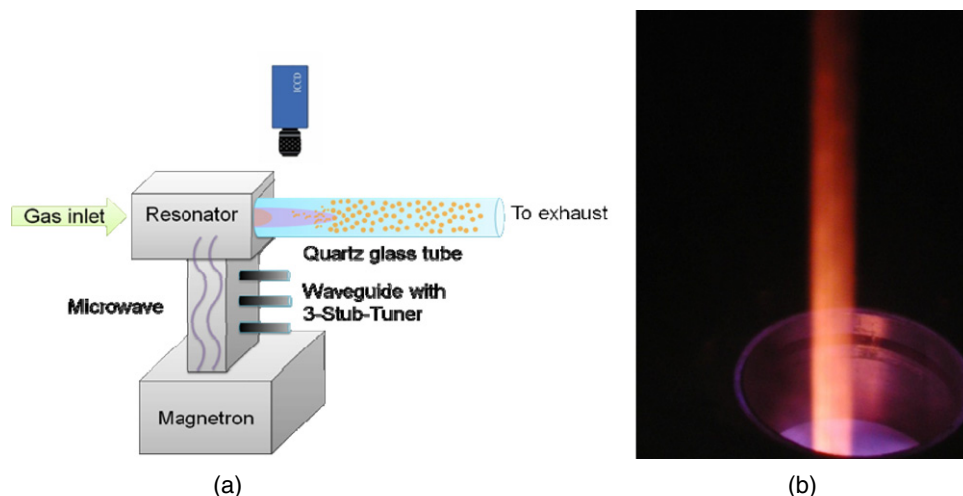 ICCD
Gas inlet
Resonator
To exhaust
Quartz glass tube
Microwave
Waveguide with
3-Stub-Tuner
Magnetron
(a)
(b)